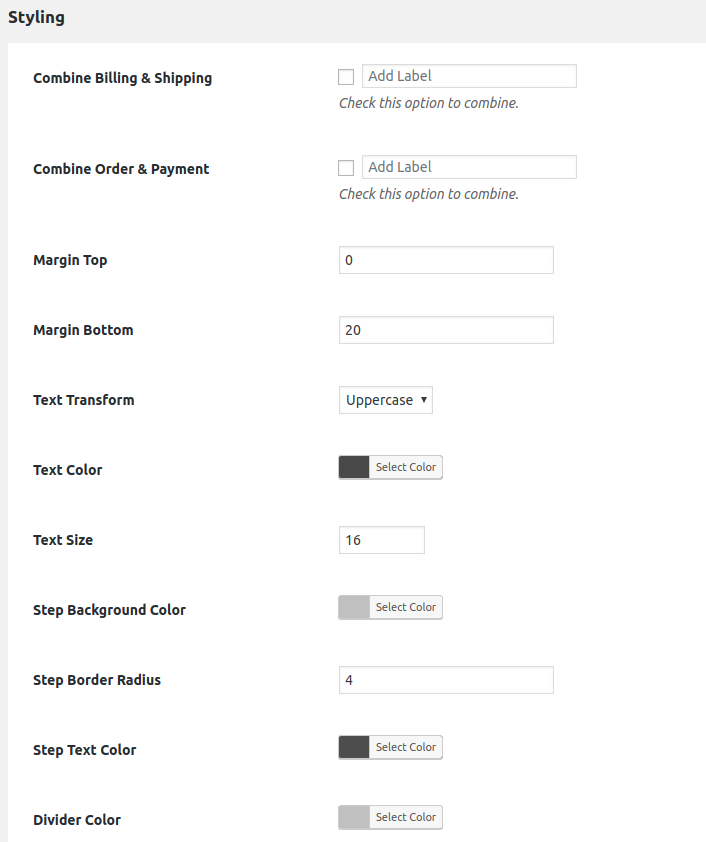 Styling
Combine Billing & Shipping Add Label
Check this option to combine.
Combine Order & Payment Add Label
Check this option to combine.
Margin Top 0
Margin Bottom 20
Text Transform Uppercase
Text Color Select Color
Text Size 16
Step Background Color Select Color
Step Border Radius 4
Step Text Color Select Color
Divider Color Select Color